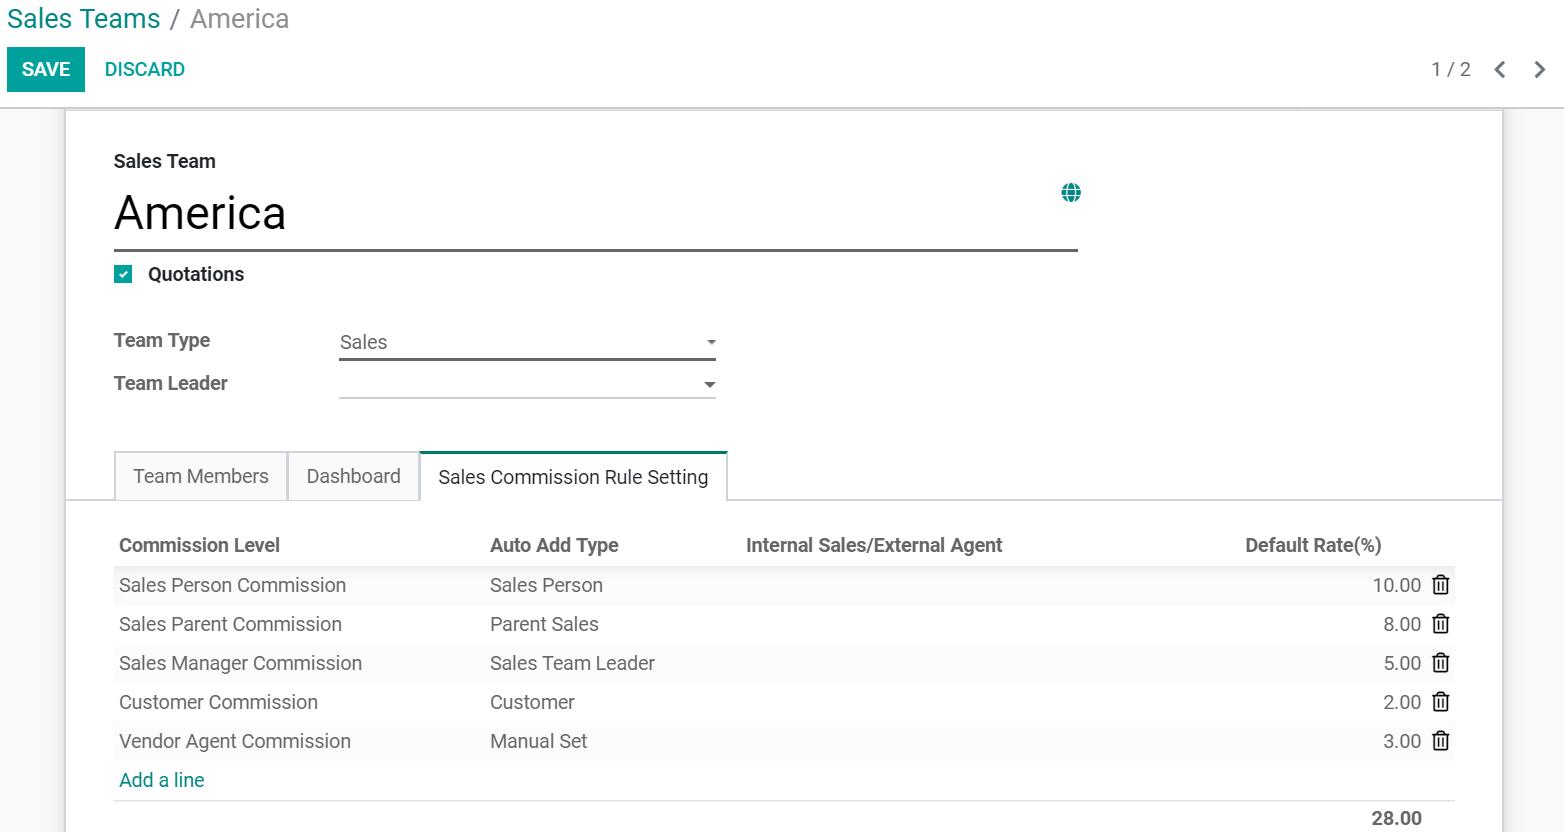 Sales Teams / America
SAVE DISCARD 1 / 2
Sales Team
America
Quotations
Team Type Sales
Team Leader
Team Members Dashboard Sales Commission Rule Setting
Commission Level Auto Add Type Internal Sales/External Agent Default Rate(%)
Sales Person Commission Sales Person 10.00
Sales Parent Commission Parent Sales 8.00
Sales Manager Commission Sales Team Leader 5.00
Customer Commission Customer 2.00
Vendor Agent Commission Manual Set 3.00
Add a line
28.00